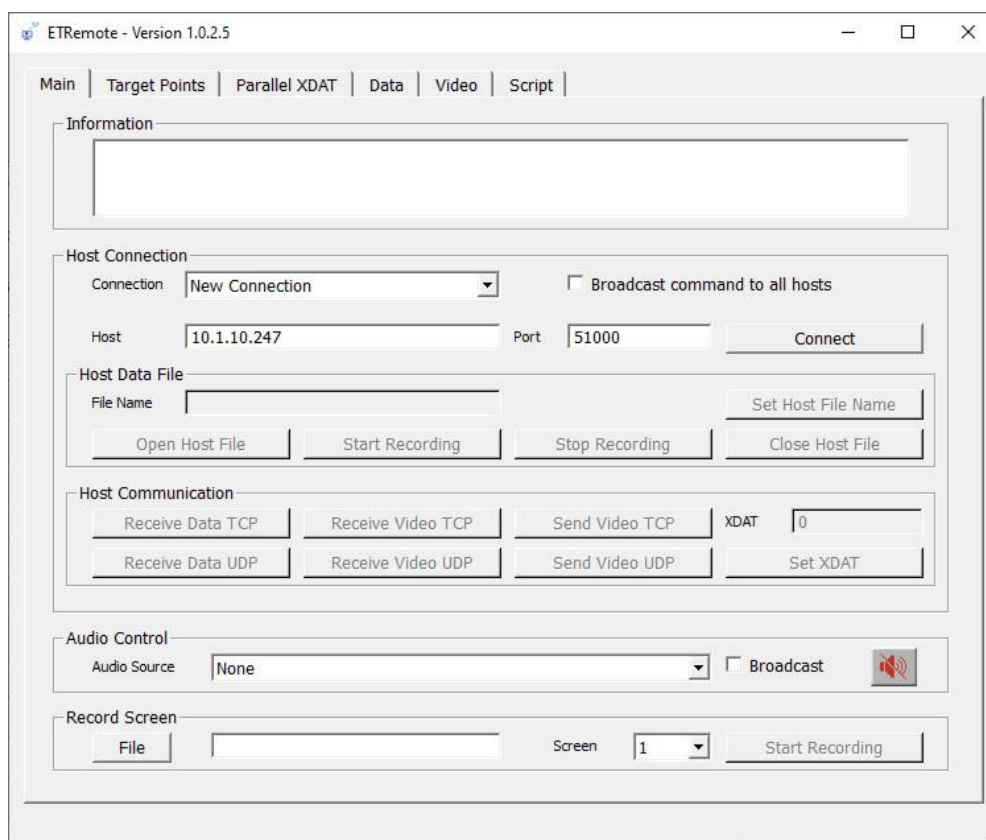 ETRemote - Version 1.0.2.5
Main Target Points Parallel XDAT Data Video Script
Information
Host Connection
Connection New Connection Broadcast command to all hosts
Host 10.1.10.247 Port 51000 Connect
Host Data File
File Name Set Host File Name
Open Host File Start Recording Stop Recording Close Host File
Host Communication
Receive Data TCP Receive Video TCP Send Video TCP XDAT 0
Receive Data UDP Receive Video UDP Send Video UDP Set XDAT
Audio Control
Audio Source None Broadcast
Record Screen
File Screen 1 Start Recording